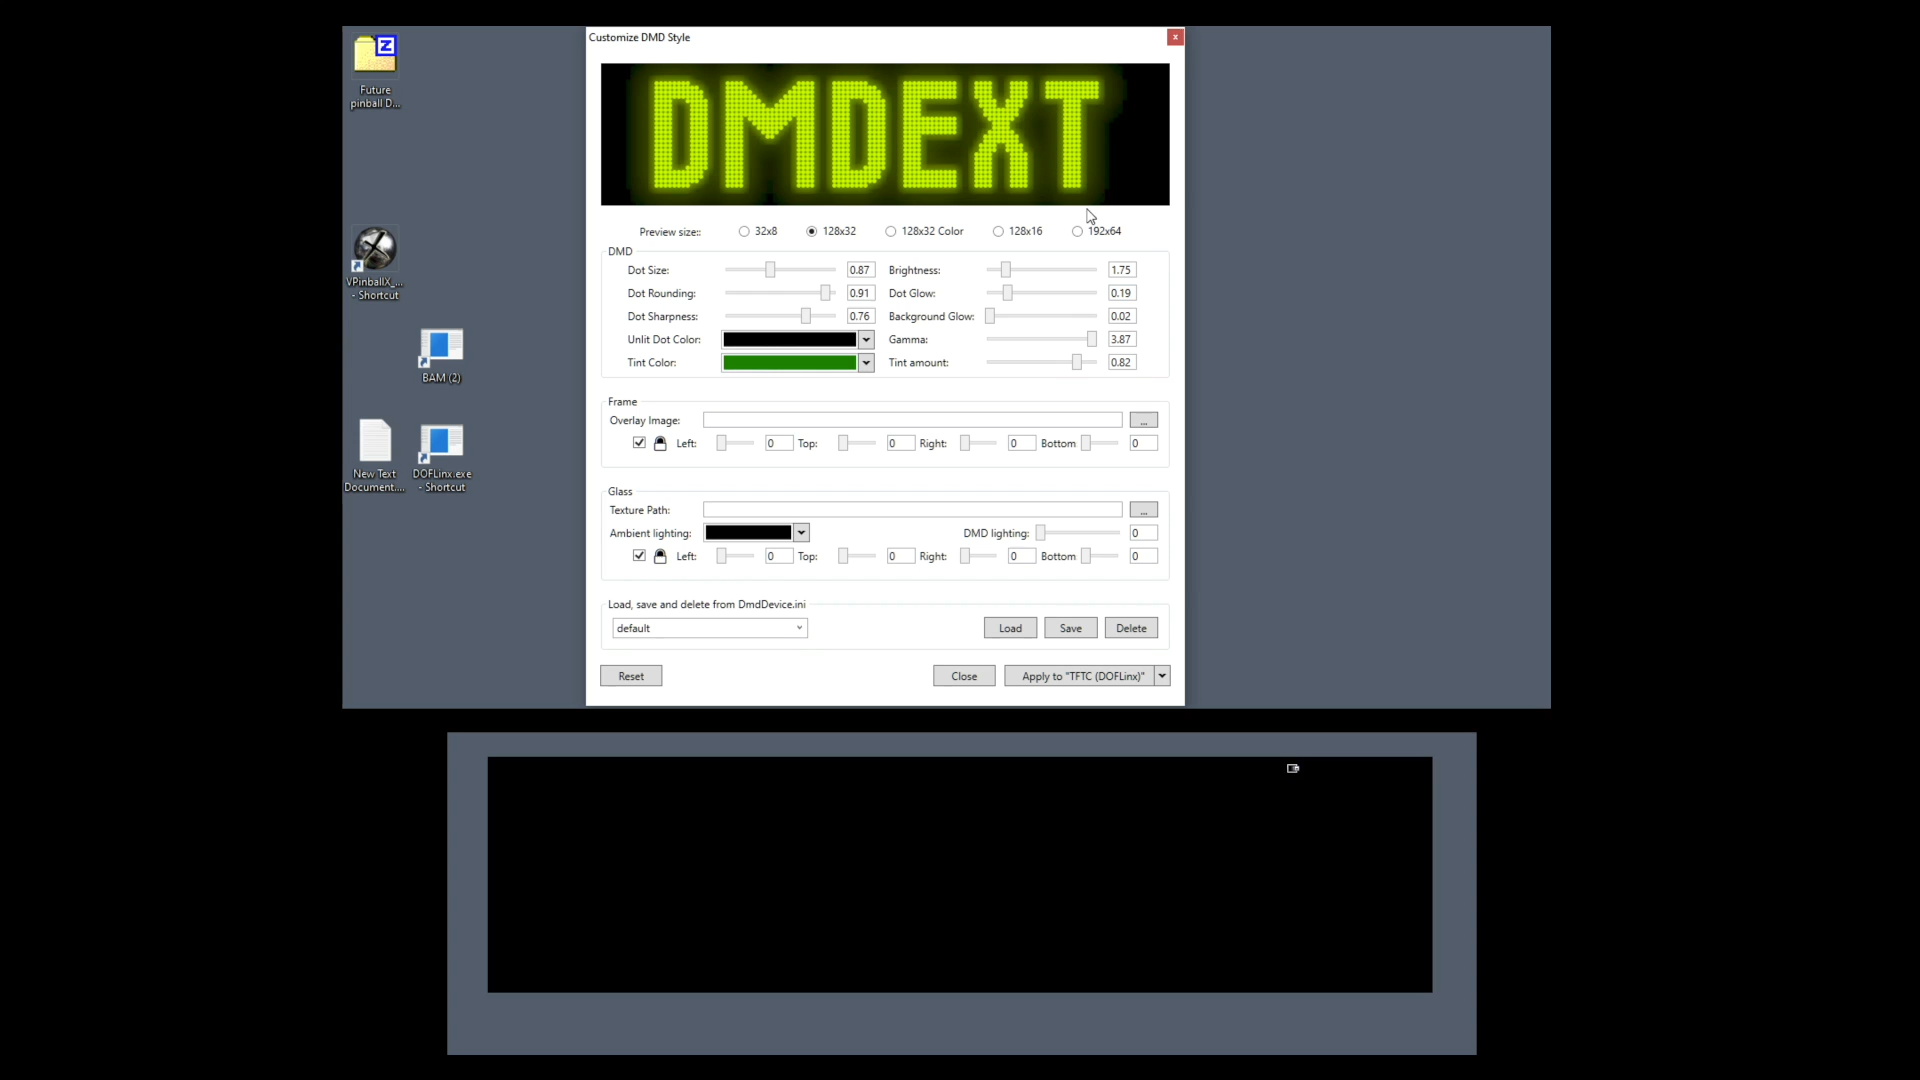 Future
pinball D...
VPinballX_...
- Shortcut
BAM (2)
New Text
Document....
DOFLinx.exe
- Shortcut
Customize DMD Style
x
DMDEXT
Preview size:: 32x8 128x32 128x32 Color 128x16 192x64
DMD
Dot Size: 0.87 Brightness: 1.75
Dot Rounding: 0.91 Dot Glow: 0.19
Dot Sharpness: 0.76 Background Glow: 0.02
Unlit Dot Color: Gamma: 3.87
Tint Color: Tint amount: 0.82
Frame
Overlay Image: ...
Left: 0 Top: 0 Right: 0 Bottom 0
Glass
Texture Path: ...
Ambient lighting: DMD lighting: 0
Left: 0 Top: 0 Right: 0 Bottom 0
Load, save and delete from DmdDevice.ini
default Load Save Delete
Reset Close Apply to "TFTC (DOFLinx)"